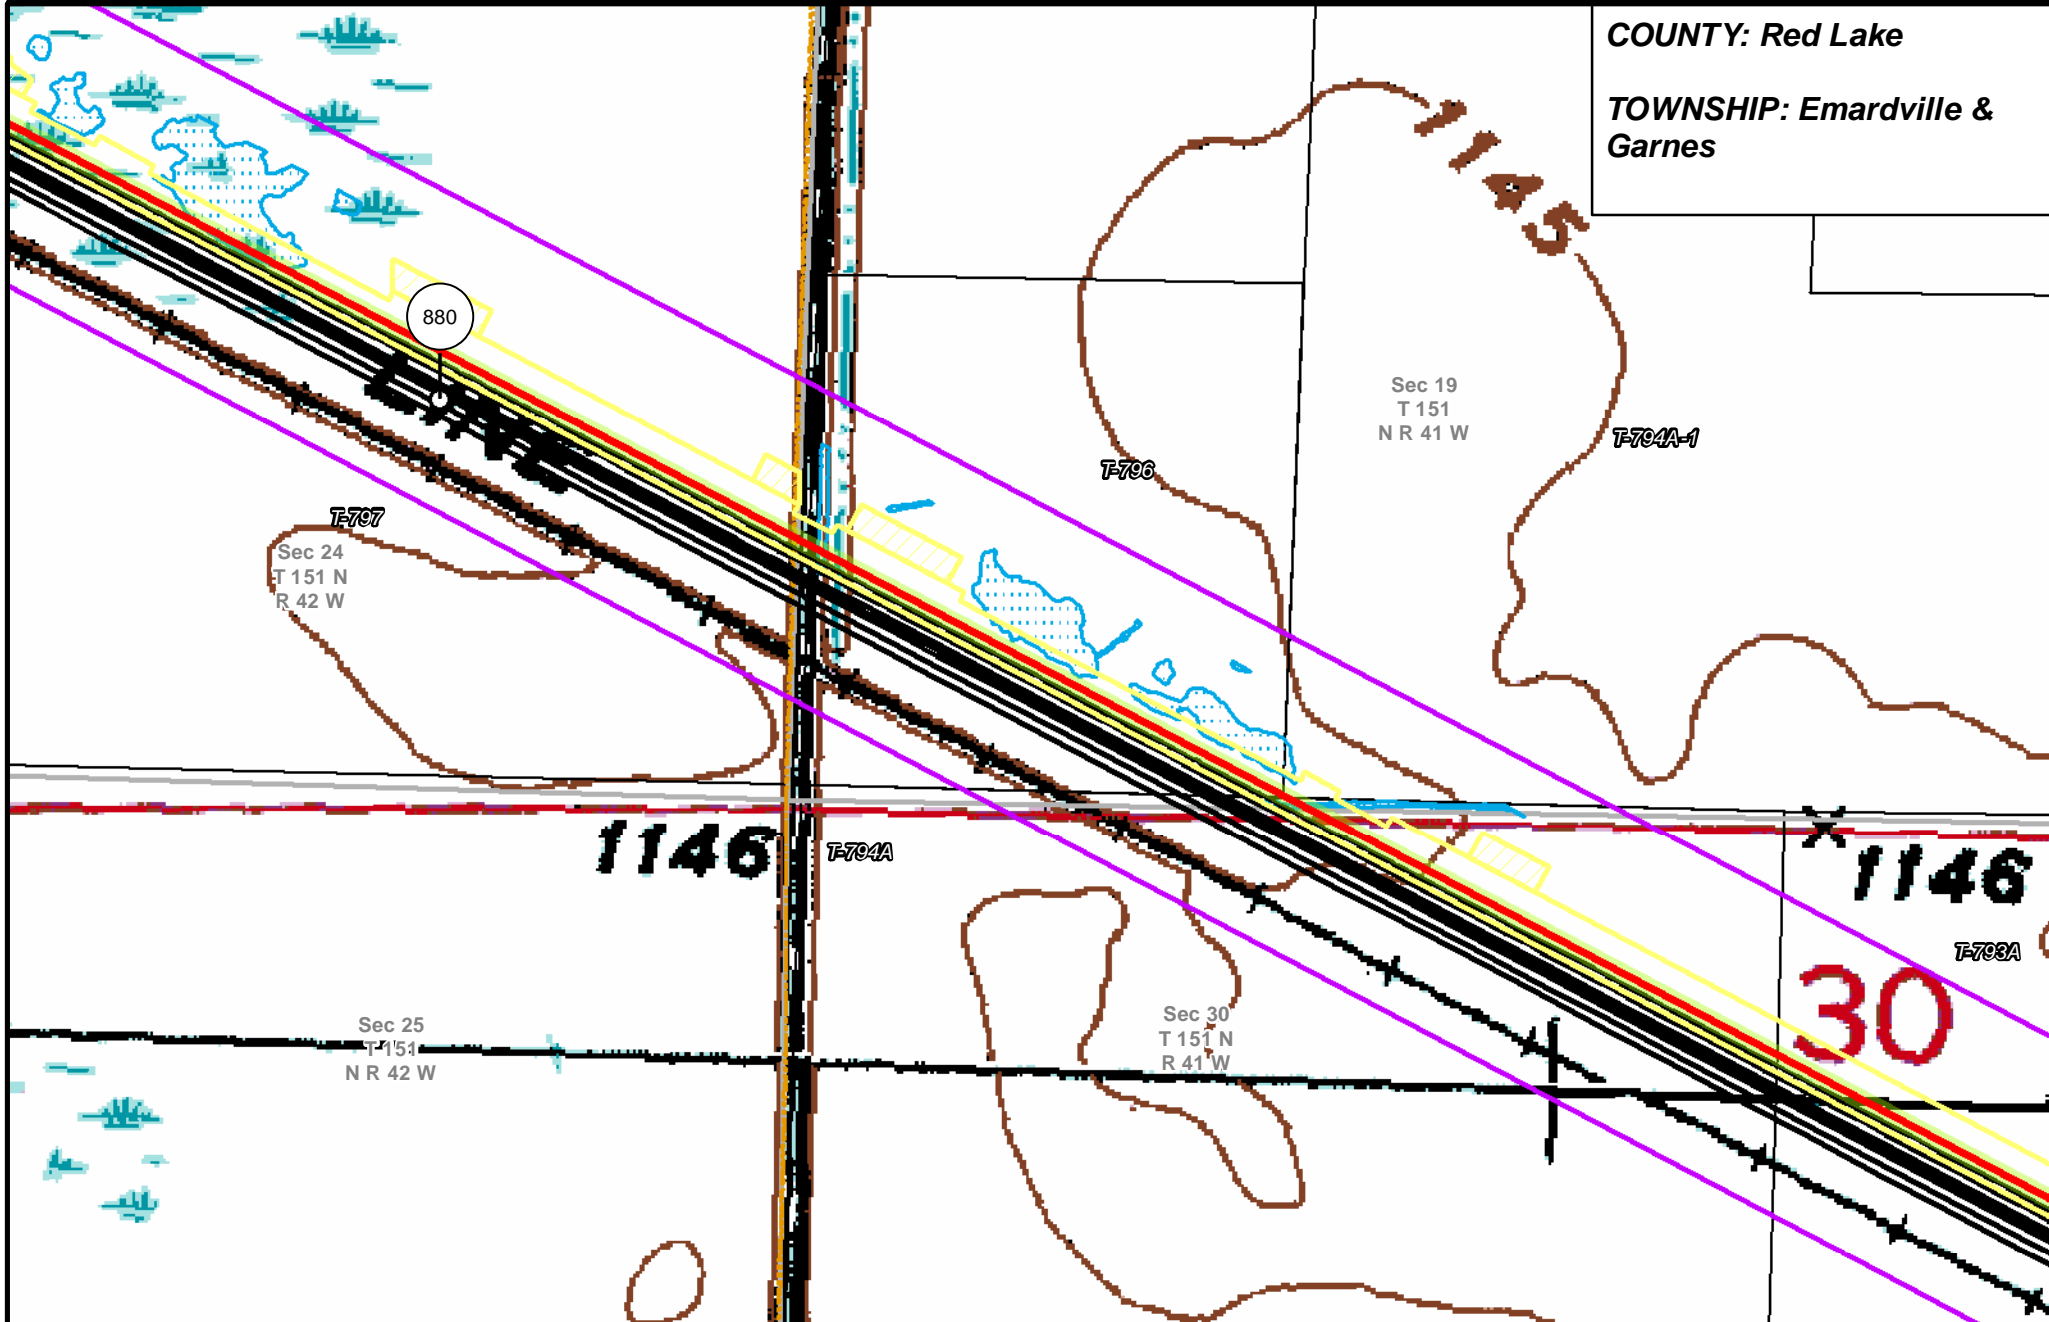 COUNTY: Red Lake
TOWNSHIP: Emardville &
Garnes
1145
880
LINE
Sec 19
T 151
N R 41 W
T-794A-1
T-796
T-797
Sec 24
T 151 N
R 42 W
1146
T-794A
1146
T-793A
30
Sec 25
T 151
N R 42 W
Sec 30
T 151 N
R 41 W